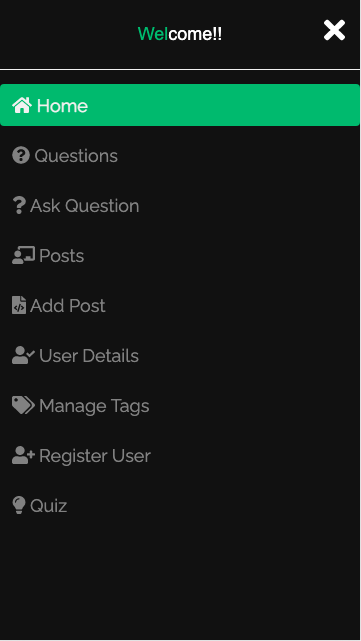 Welcome!!
Home
Questions
Ask Question
Posts
Add Post
User Details
Manage Tags
Register User
Quiz